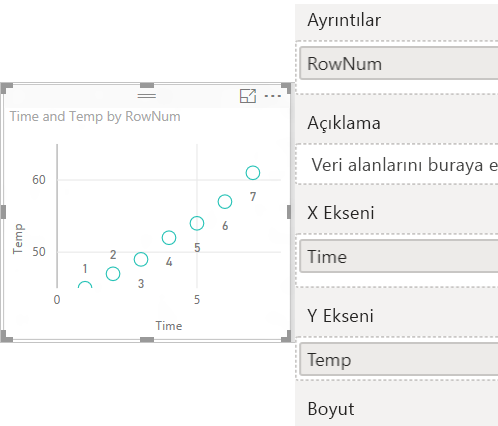 Time and Temp by RowNum
Temp
60
50
1
2
3
4
5
6
7
0
5
Time
Ayrıntılar
RowNum
Açıklama
Veri alanlarını buraya e
X Ekseni
Time
Y Ekseni
Temp
Boyut